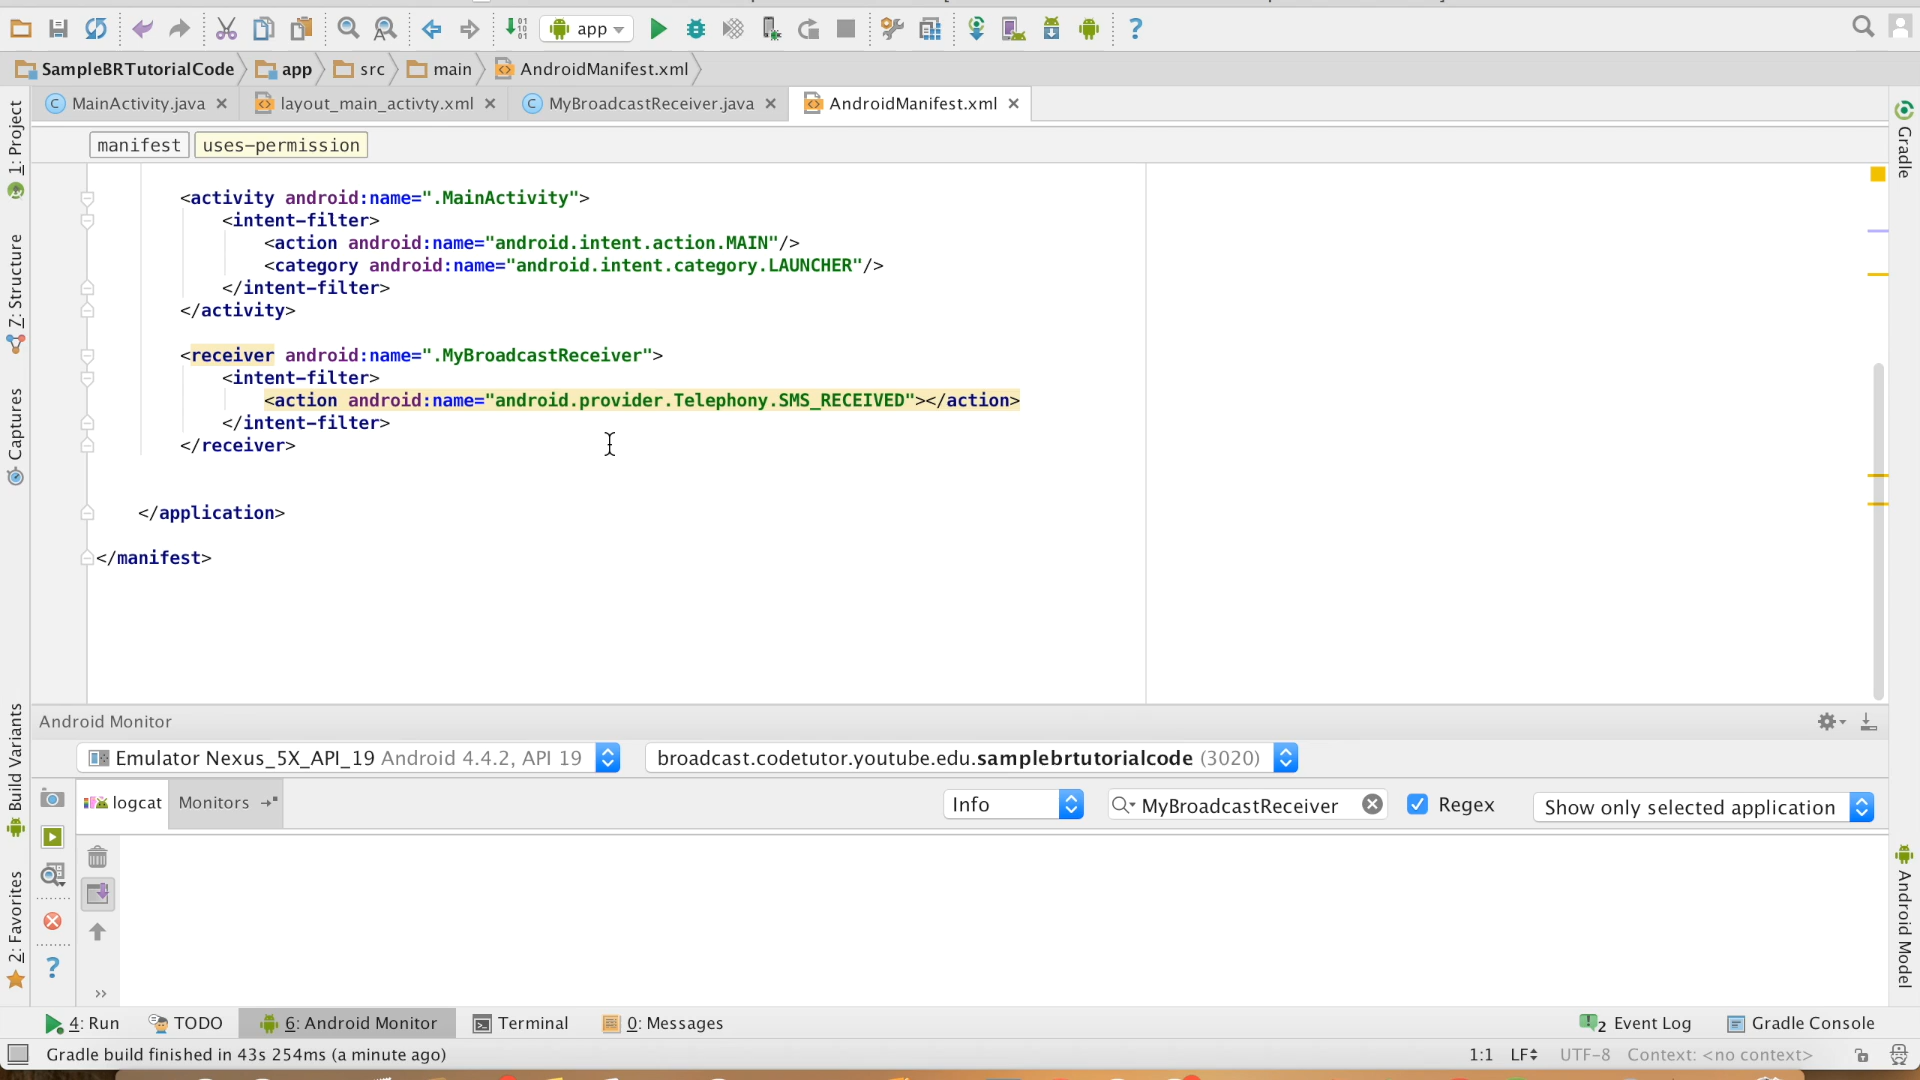 app
SampleBRTutorialCode app src main AndroidManifest.xml
MainActivity.java layout_main_activty.xml MyBroadcastReceiver.java AndroidManifest.xml
manifest uses-permission
<activity android:name=".MainActivity">
<intent-filter>
<action android:name="android.intent.action.MAIN"/>
<category android:name="android.intent.category.LAUNCHER"/>
</intent-filter>
</activity>
<receiver android:name=".MyBroadcastReceiver">
<intent-filter>
<action android:name="android.provider.Telephony.SMS_RECEIVED"></action>
</intent-filter>
</receiver>
</application>
</manifest>
1: Project
Z: Structure
Captures
Build Variants
2: Favorites
Gradle
Android Model
Android Monitor
Emulator Nexus_5X_API_19 Android 4.4.2, API 19 broadcast.codetutor.youtube.edu.samplebrtutorialcode (3020)
logcat Monitors Info MyBroadcastReceiver Regex Show only selected application
4: Run TODO 6: Android Monitor Terminal 0: Messages 2 Event Log Gradle Console
Gradle build finished in 43s 254ms (a minute ago) 1:1 LF UTF-8 Context: <no context>